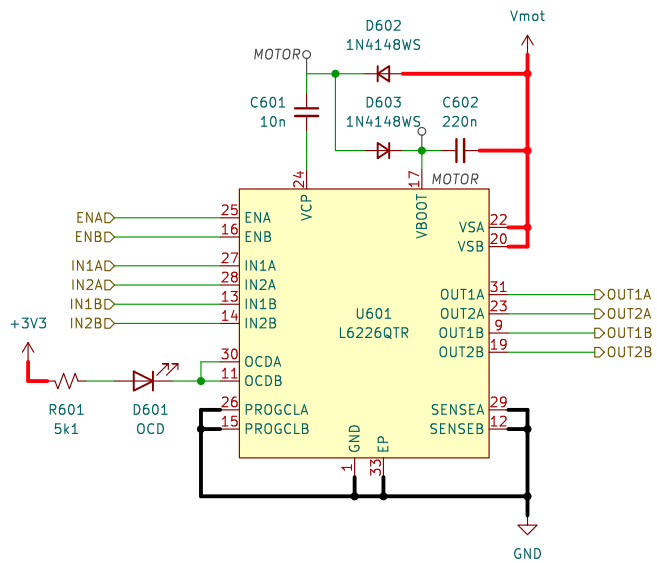 Vmot
D602
1N4148WS
MOTOR
C601
10n
D603
1N4148WS
C602
220n
MOTOR
24
17
VCP
VBOOT
ENA 25 ENA
ENB 16 ENB
IN1A 27 IN1A
IN2A 28 IN2A
IN1B 13 IN1B
IN2B 14 IN2B
VSA 22
VSB 20
U601
L6226QTR
OUT1A 31 OUT1A
OUT2A 23 OUT2A
OUT1B 9 OUT1B
OUT2B 19 OUT2B
+3V3
30 OCDA
11 OCDB
R601
5k1
D601
OCD
26 PROGCLA
15 PROGCLB
SENSEA 29
SENSEB 12
GND
EP
1
33
GND